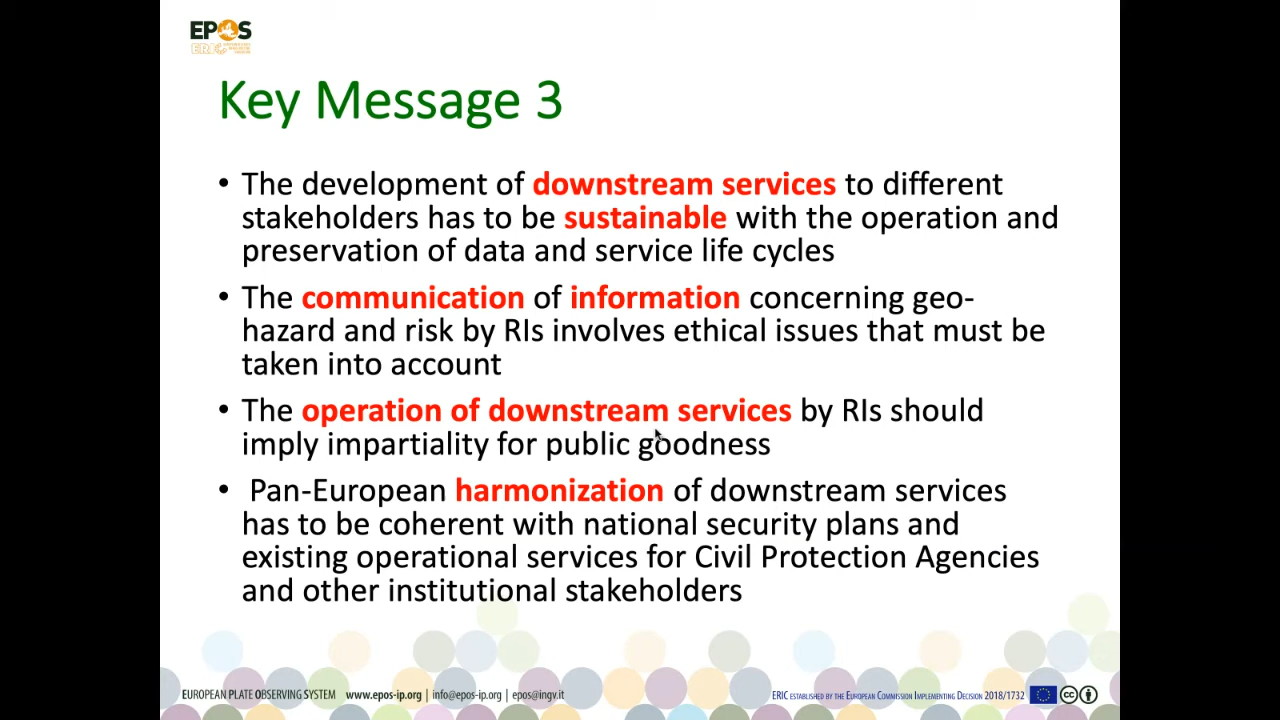 EPOS
ERIC
Key Message 3
• The development of downstream services to different
stakeholders has to be sustainable with the operation and
preservation of data and service life cycles
• The communication of information concerning geo-
hazard and risk by RIs involves ethical issues that must be
taken into account
• The operation of downstream services by RIs should
imply impartiality for public goodness
• Pan-European harmonization of downstream services
has to be coherent with national security plans and
existing operational services for Civil Protection Agencies
and other institutional stakeholders
EUROPEAN PLATE OBSERVING SYSTEM www.epos-ip.org | info@epos-ip.org | epos@ingv.it
ERIC ESTABLISHED BY THE EUROPEAN COMMISSION IMPLEMENTING DECISION 2018/1732
cc